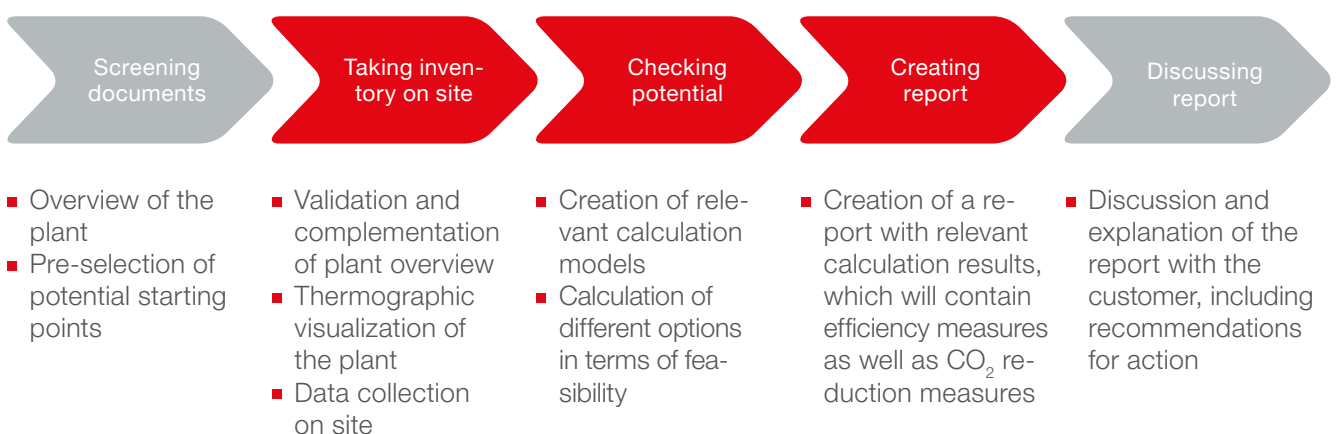 Screening
documents
Taking inven-
tory on site
Checking
potential
Creating
report
Discussing
report
Overview of the
plant
Pre-selection of
potential starting
points
Validation and
complementation
of plant overview
Thermographic
visualization of
the plant
Data collection
on site
Creation of rele-
vant calculation
models
Calculation of
different options
in terms of fea-
sibility
Creation of a re-
port with relevant
calculation results,
which will contain
efficiency measures
as well as CO₂ re-
duction measures
Discussion and
explanation of the
report with the
customer, including
recommendations
for action